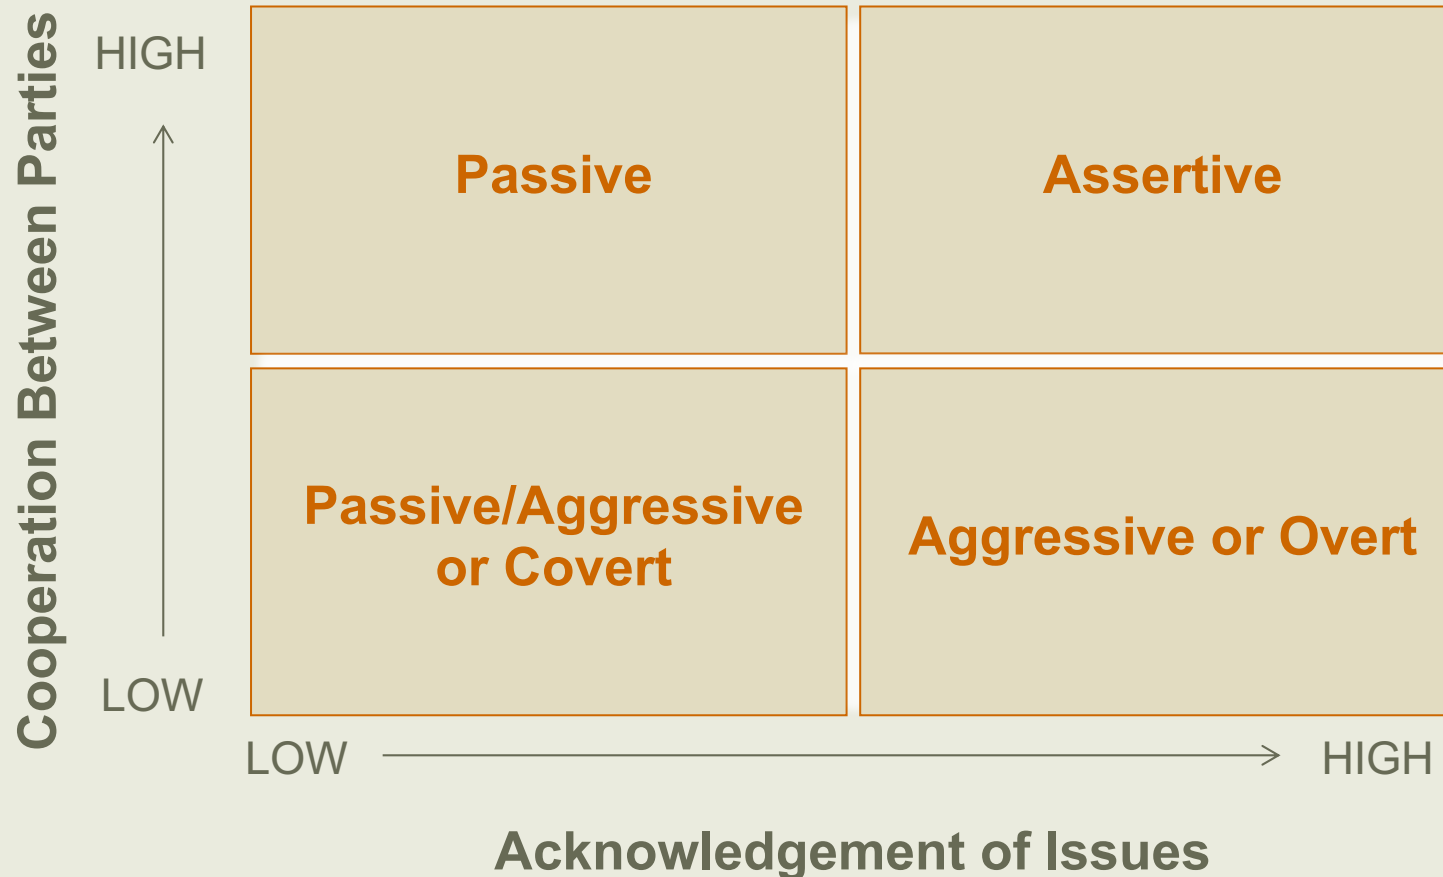 Cooperation Between Parties
HIGH
LOW
Passive
Assertive
Passive/Aggressive
or Covert
Aggressive or Overt
LOW
HIGH
Acknowledgement of Issues